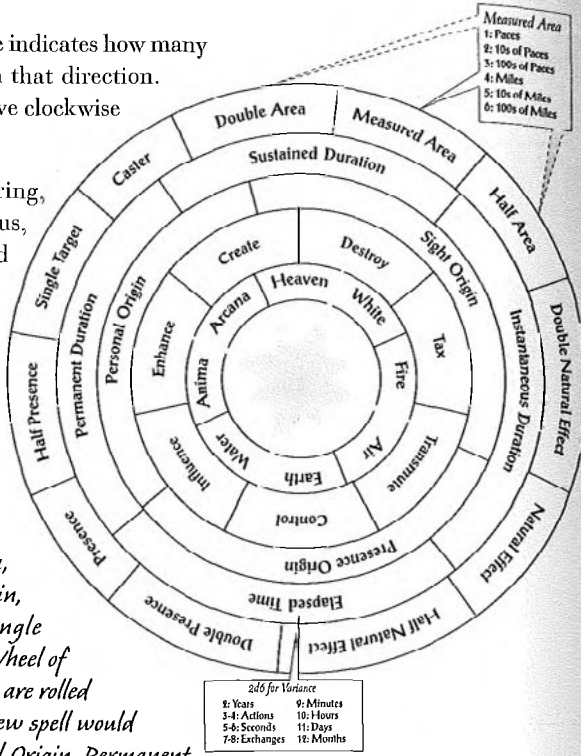 e indicates how many
that direction.
ve clockwise
ring,
us,
Measured Area
1: Paces
2: 10s of Paces
3: 100s of Paces
4: Miles
5: 10s of Miles
6: 100s of Miles
Double Area
Measured Area
Half Area
Double Natural Effect
Natural Effect
Half Natural Effect
Double Presence
Presence
Half Presence
Single Target
Caster
Sustained Duration
Instantaneous Duration
Elapsed Time
Permanent Duration
Sight Origin
Presence Origin
Personal Origin
Create
Destroy
Tax
Transmute
Control
Influence
Enhance
Heaven
White
Fire
Air
Earth
Water
Anima
Arcana
in,
ngle
Wheel of
are rolled
ew spell would
Origin, Permanent
2d6 for Variance
2: Years
3-4: Actions
5-6: Seconds
7-8: Exchanges
9: Minutes
10: Hours
11: Days
12: Months